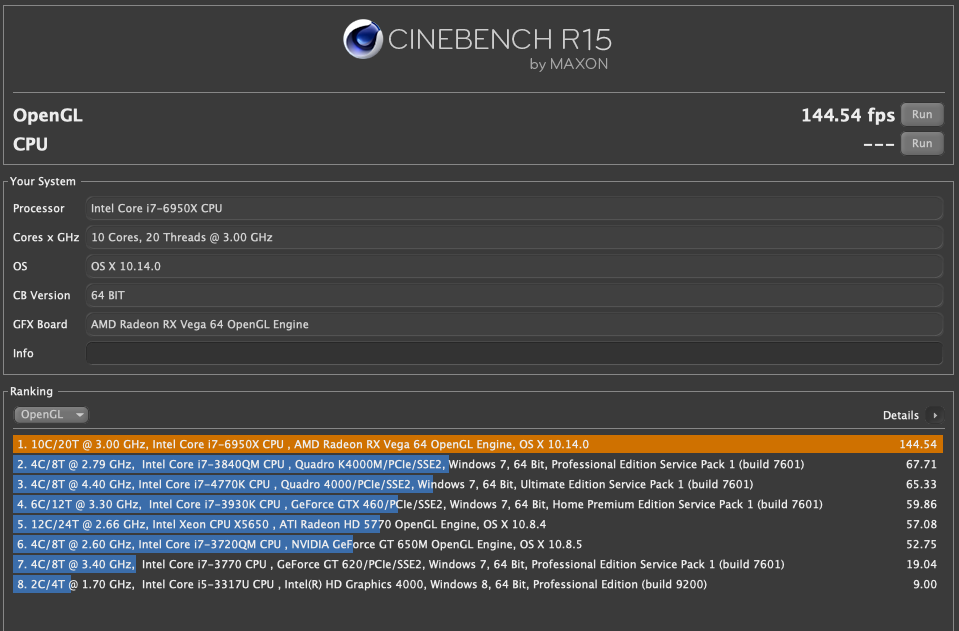 CINEBENCH R15
by MAXON
OpenGL 144.54 fps Run
CPU --- Run
Your System
Processor Intel Core i7-6950X CPU
Cores x GHz 10 Cores, 20 Threads @ 3.00 GHz
OS OS X 10.14.0
CB Version 64 BIT
GFX Board AMD Radeon RX Vega 64 OpenGL Engine
Info
Ranking
OpenGL Details
1. 10C/20T @ 3.00 GHz, Intel Core i7-6950X CPU , AMD Radeon RX Vega 64 OpenGL Engine, OS X 10.14.0 144.54
2. 4C/8T @ 2.79 GHz, Intel Core i7-3840QM CPU , Quadro K4000M/PCIe/SSE2, Windows 7, 64 Bit, Professional Edition Service Pack 1 (build 7601) 67.71
3. 4C/8T @ 4.40 GHz, Intel Core i7-4770K CPU , Quadro 4000/PCIe/SSE2, Windows 7, 64 Bit, Ultimate Edition Service Pack 1 (build 7601) 65.33
4. 6C/12T @ 3.30 GHz, Intel Core i7-3930K CPU , GeForce GTX 460/PCIe/SSE2, Windows 7, 64 Bit, Home Premium Edition Service Pack 1 (build 7601) 59.86
5. 12C/24T @ 2.66 GHz, Intel Xeon CPU X5650 , ATI Radeon HD 5770 OpenGL Engine, OS X 10.8.4 57.08
6. 4C/8T @ 2.60 GHz, Intel Core i7-3720QM CPU , NVIDIA GeForce GT 650M OpenGL Engine, OS X 10.8.5 52.75
7. 4C/8T @ 3.40 GHz, Intel Core i7-3770 CPU , GeForce GT 620/PCIe/SSE2, Windows 7, 64 Bit, Professional Edition Service Pack 1 (build 7601) 19.04
8. 2C/4T @ 1.70 GHz, Intel Core i5-3317U CPU , Intel(R) HD Graphics 4000, Windows 8, 64 Bit, Professional Edition (build 9200) 9.00